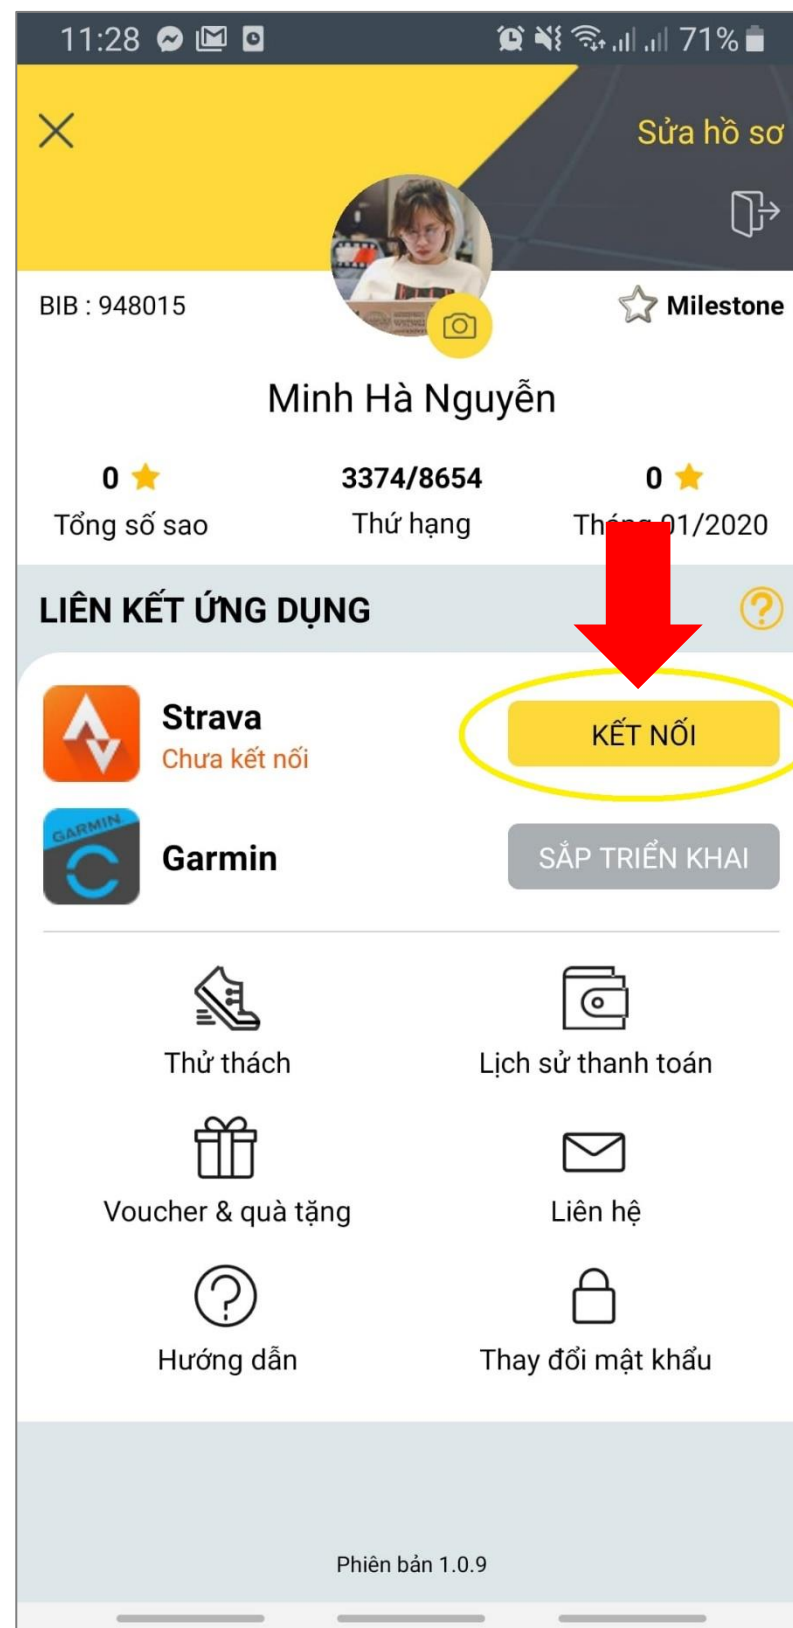 11:28 71%
Sửa hồ sơ
BIB : 948015
Milestone
Minh Hà Nguyễn
0 3374/8654 0
Tổng số sao Thứ hạng Tháng 01/2020
LIÊN KẾT ỨNG DỤNG
Strava
Chưa kết nối
KẾT NỐI
GARMIN
Garmin
SẮP TRIỂN KHAI
Thử thách Lịch sử thanh toán
Voucher & quà tặng Liên hệ
Hướng dẫn Thay đổi mật khẩu
Phiên bản 1.0.9